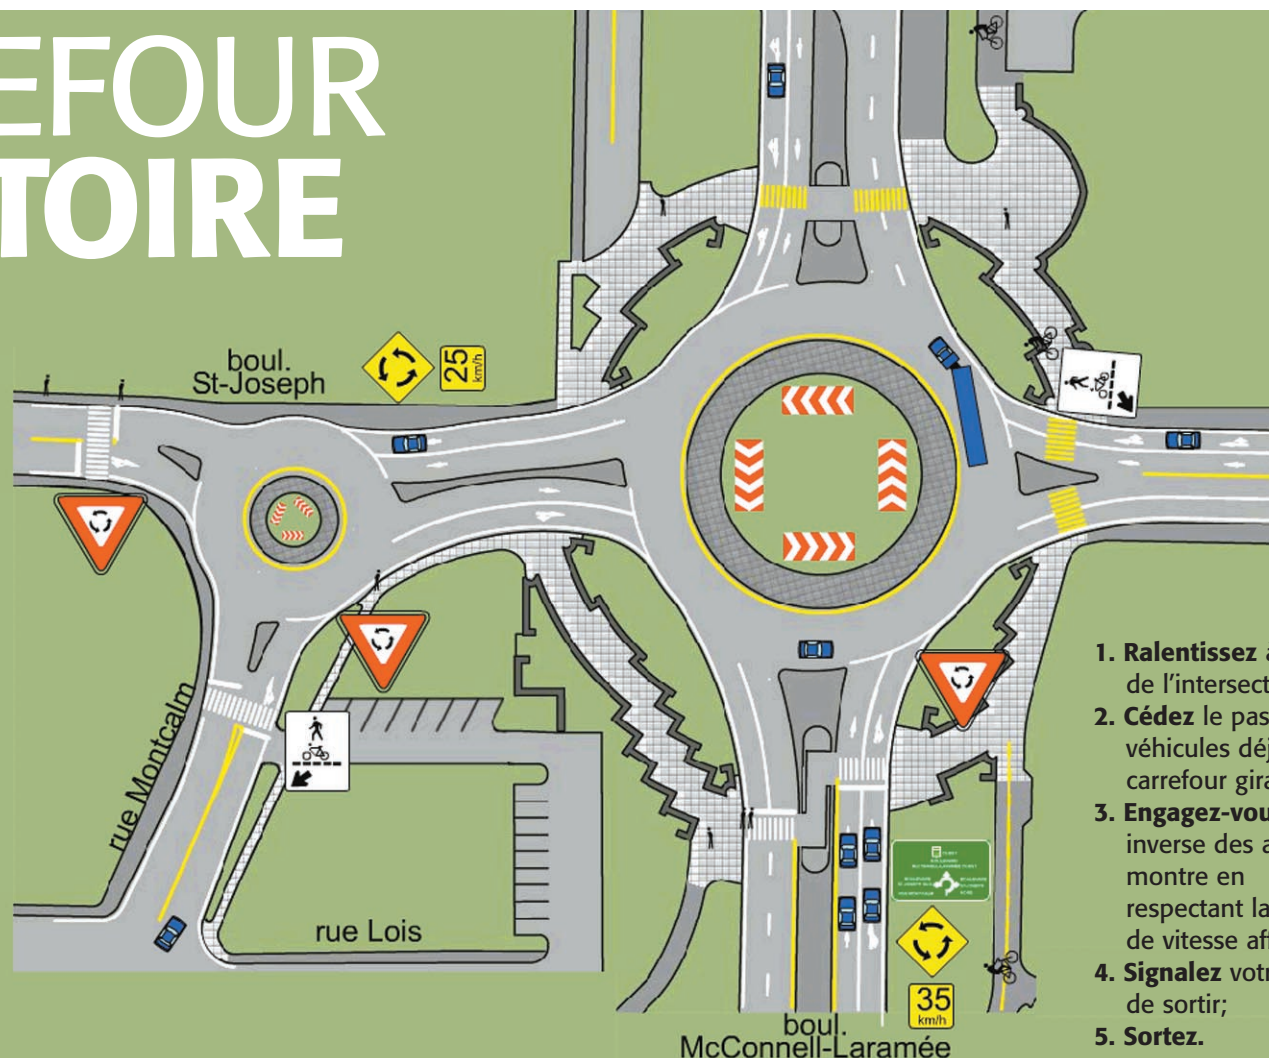 EFOUR
TOIRE
boul.
St-Joseph
25
km/h
rue Montcalm
rue Lois
boul.
McConnell-Laramée
35
km/h
1. Ralentissez
de l'intersect
2. Cédez le pas
véhicules déj
carrefour gira
3. Engagez-vou
inverse des a
montre en
respectant la
de vitesse aff
4. Signalez votr
de sortir;
5. Sortez.